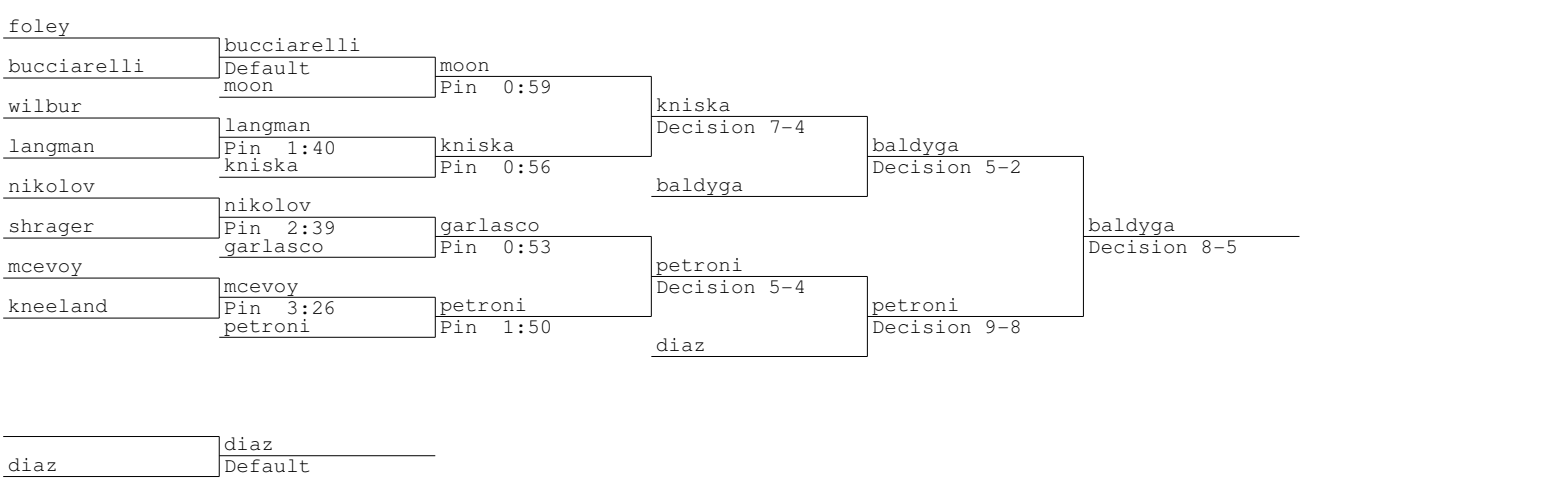 foley
bucciarelli
bucciarelli
Default
moon
moon
Pin 0:59
wilbur
kniska
Decision 7-4
langman
langman
Pin 1:40
kniska
kniska
Pin 0:56
baldyga
Decision 5-2
nikolov
baldyga
nikolov
shrager
Pin 2:39
garlasco
garlasco
Pin 0:53
baldyga
Decision 8-5
mcevoy
petroni
Decision 5-4
mcevoy
kneeland
Pin 3:26
petroni
petroni
Pin 1:50
petroni
Decision 9-8
diaz
diaz
diaz
Default